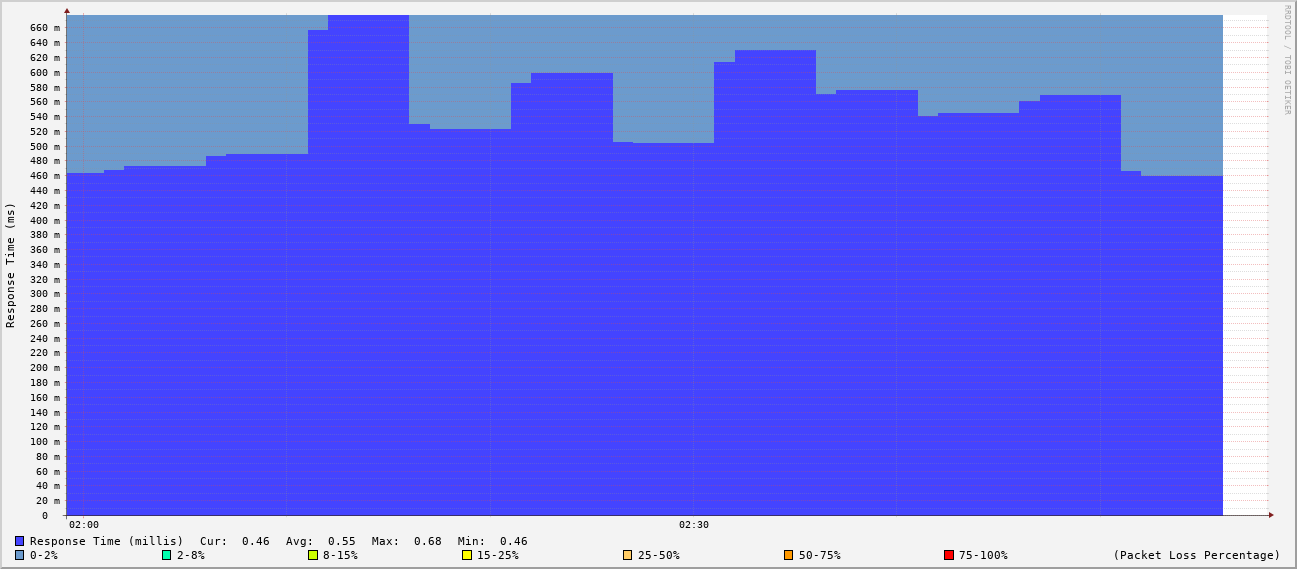 RRDTOOL / TOBI OETIKER
Response Time (ms)
660 m
640 m
620 m
600 m
580 m
560 m
540 m
520 m
500 m
480 m
460 m
440 m
420 m
400 m
380 m
360 m
340 m
320 m
300 m
280 m
260 m
240 m
220 m
200 m
180 m
160 m
140 m
120 m
100 m
80 m
60 m
40 m
20 m
0
02:00 02:30
Response Time (millis) Cur: 0.46 Avg: 0.55 Max: 0.68 Min: 0.46
0-2% 2-8% 8-15% 15-25% 25-50% 50-75% 75-100% (Packet Loss Percentage)